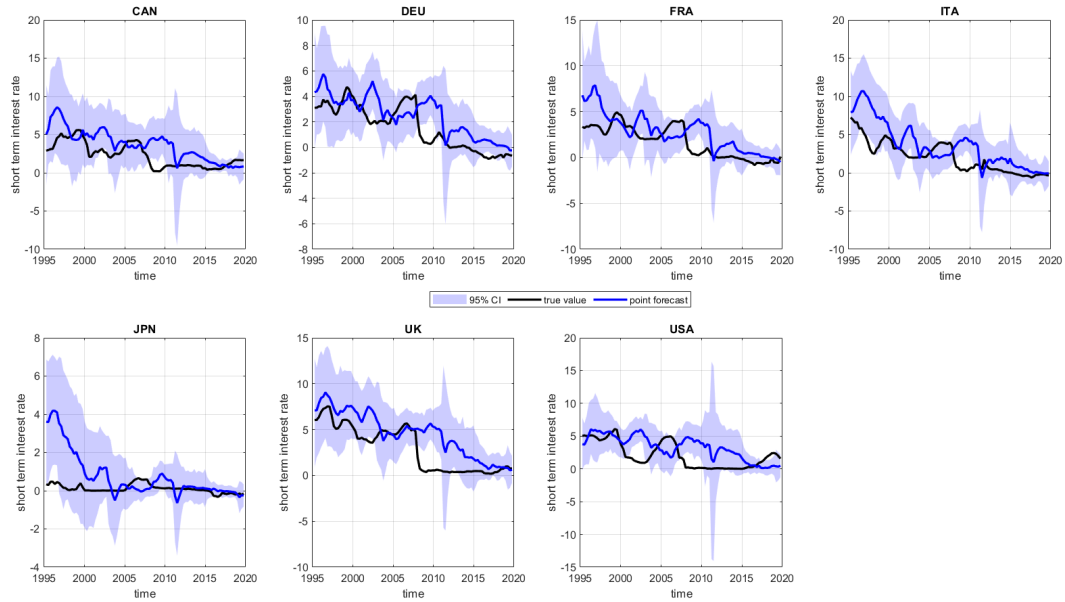 CAN
short term interest rate
20
15
10
5
0
-5
-10
1995 2000 2005 2010 2015 2020
time
DEU
short term interest rate
10
8
6
4
2
0
-2
-4
-6
-8
1995 2000 2005 2010 2015 2020
time
FRA
short term interest rate
15
10
5
0
-5
-10
1995 2000 2005 2010 2015 2020
time
ITA
short term interest rate
20
15
10
5
0
-5
-10
1995 2000 2005 2010 2015 2020
time
95% CI true value point forecast
JPN
short term interest rate
8
6
4
2
0
-2
-4
1995 2000 2005 2010 2015 2020
time
UK
short term interest rate
15
10
5
0
-5
-10
1995 2000 2005 2010 2015 2020
time
USA
short term interest rate
20
15
10
5
0
-5
-10
-15
1995 2000 2005 2010 2015 2020
time